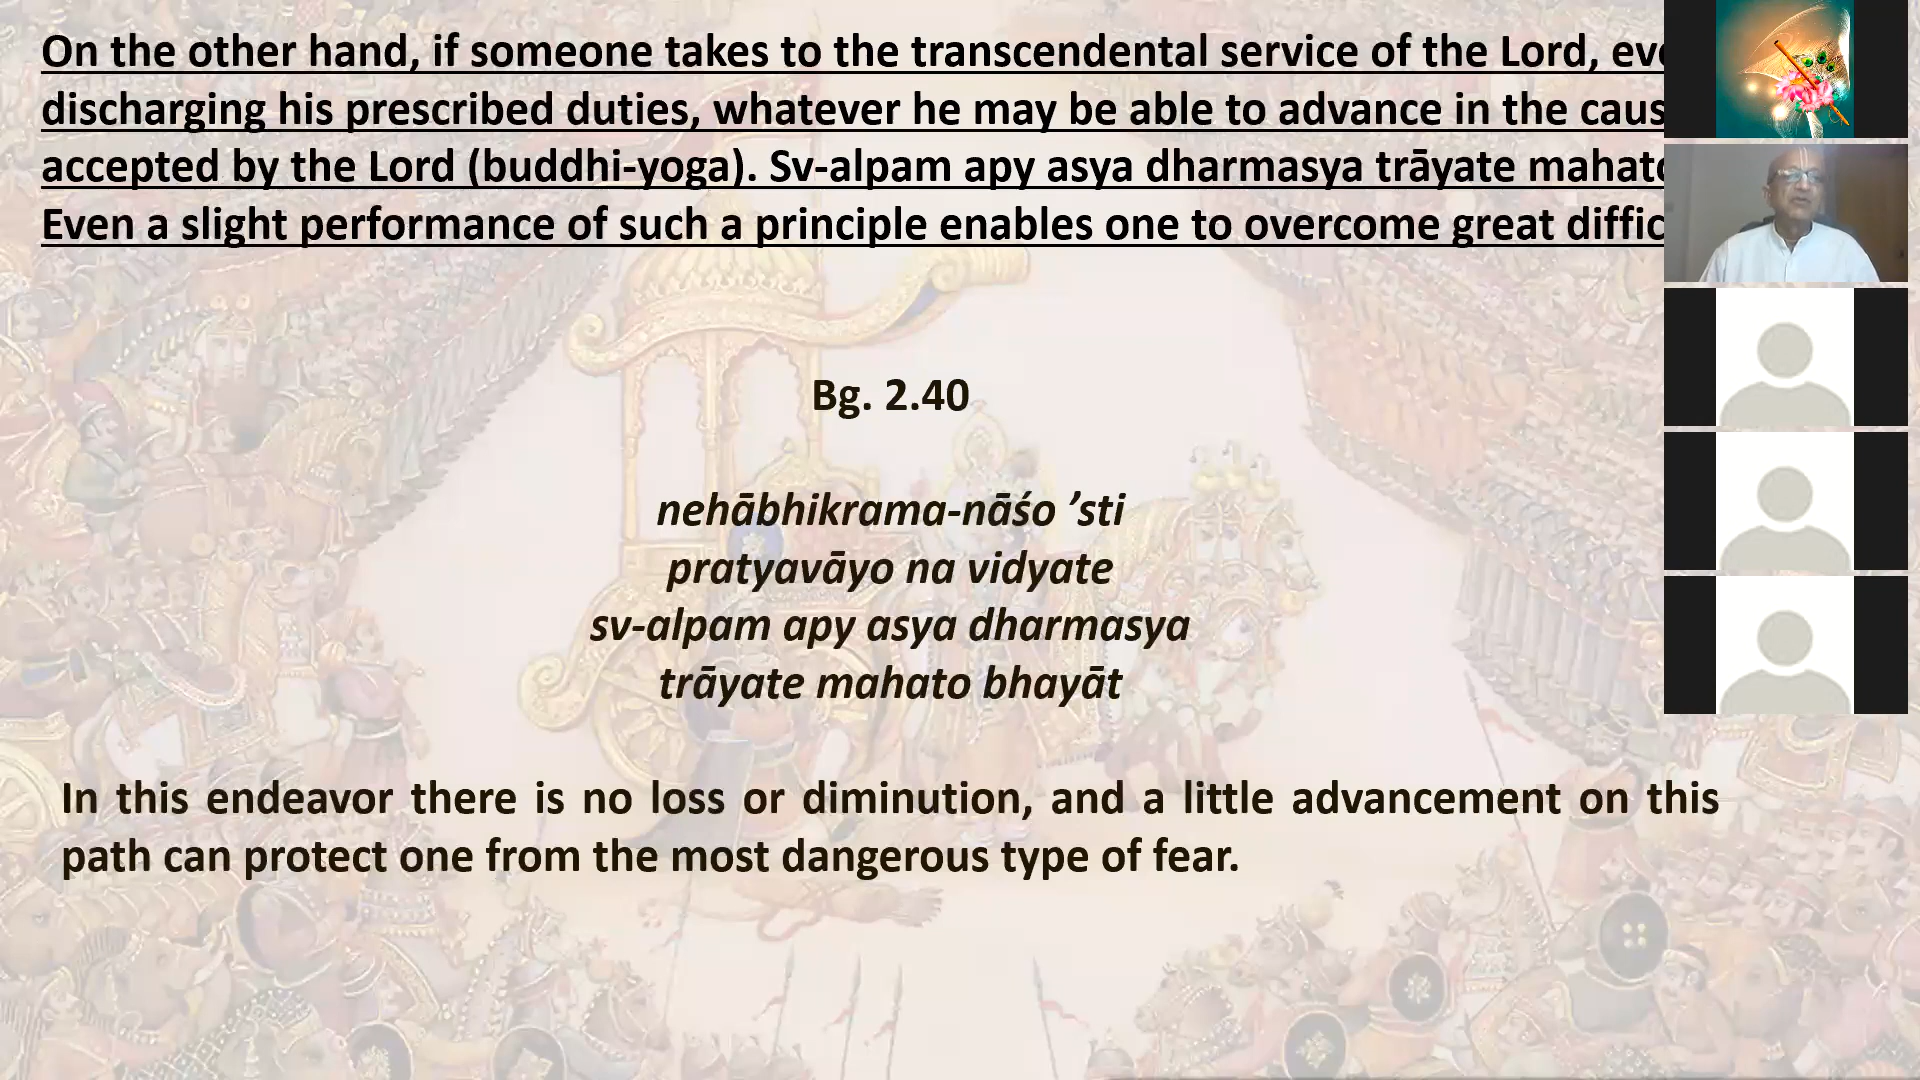 On the other hand, if someone takes to the transcendental service of the Lord,
discharging his prescribed duties, whatever he may be able to advance in the
accepted by the Lord (buddhi-yoga). Sv-alpam apy asya dharmasya trāyate
Even a slight performance of such a principle enables one to overcome great
Bg. 2.40
nehābhikrama-nāśo ’sti
pratyavāyo na vidyate
sv-alpam apy asya dharmasya
trāyate mahato bhayāt
In this endeavor there is no loss or diminution, and a little advancement on this
path can protect one from the most dangerous type of fear.